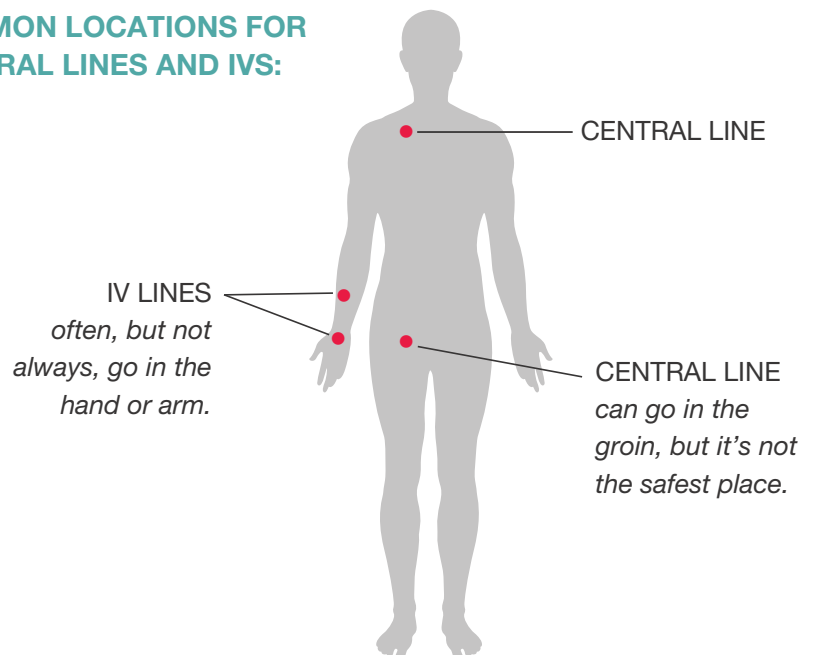 MON LOCATIONS FOR
RAL LINES AND IVS:
CENTRAL LINE
IV LINES
often, but not
always, go in the
hand or arm.
CENTRAL LINE
can go in the
groin, but it's not
the safest place.